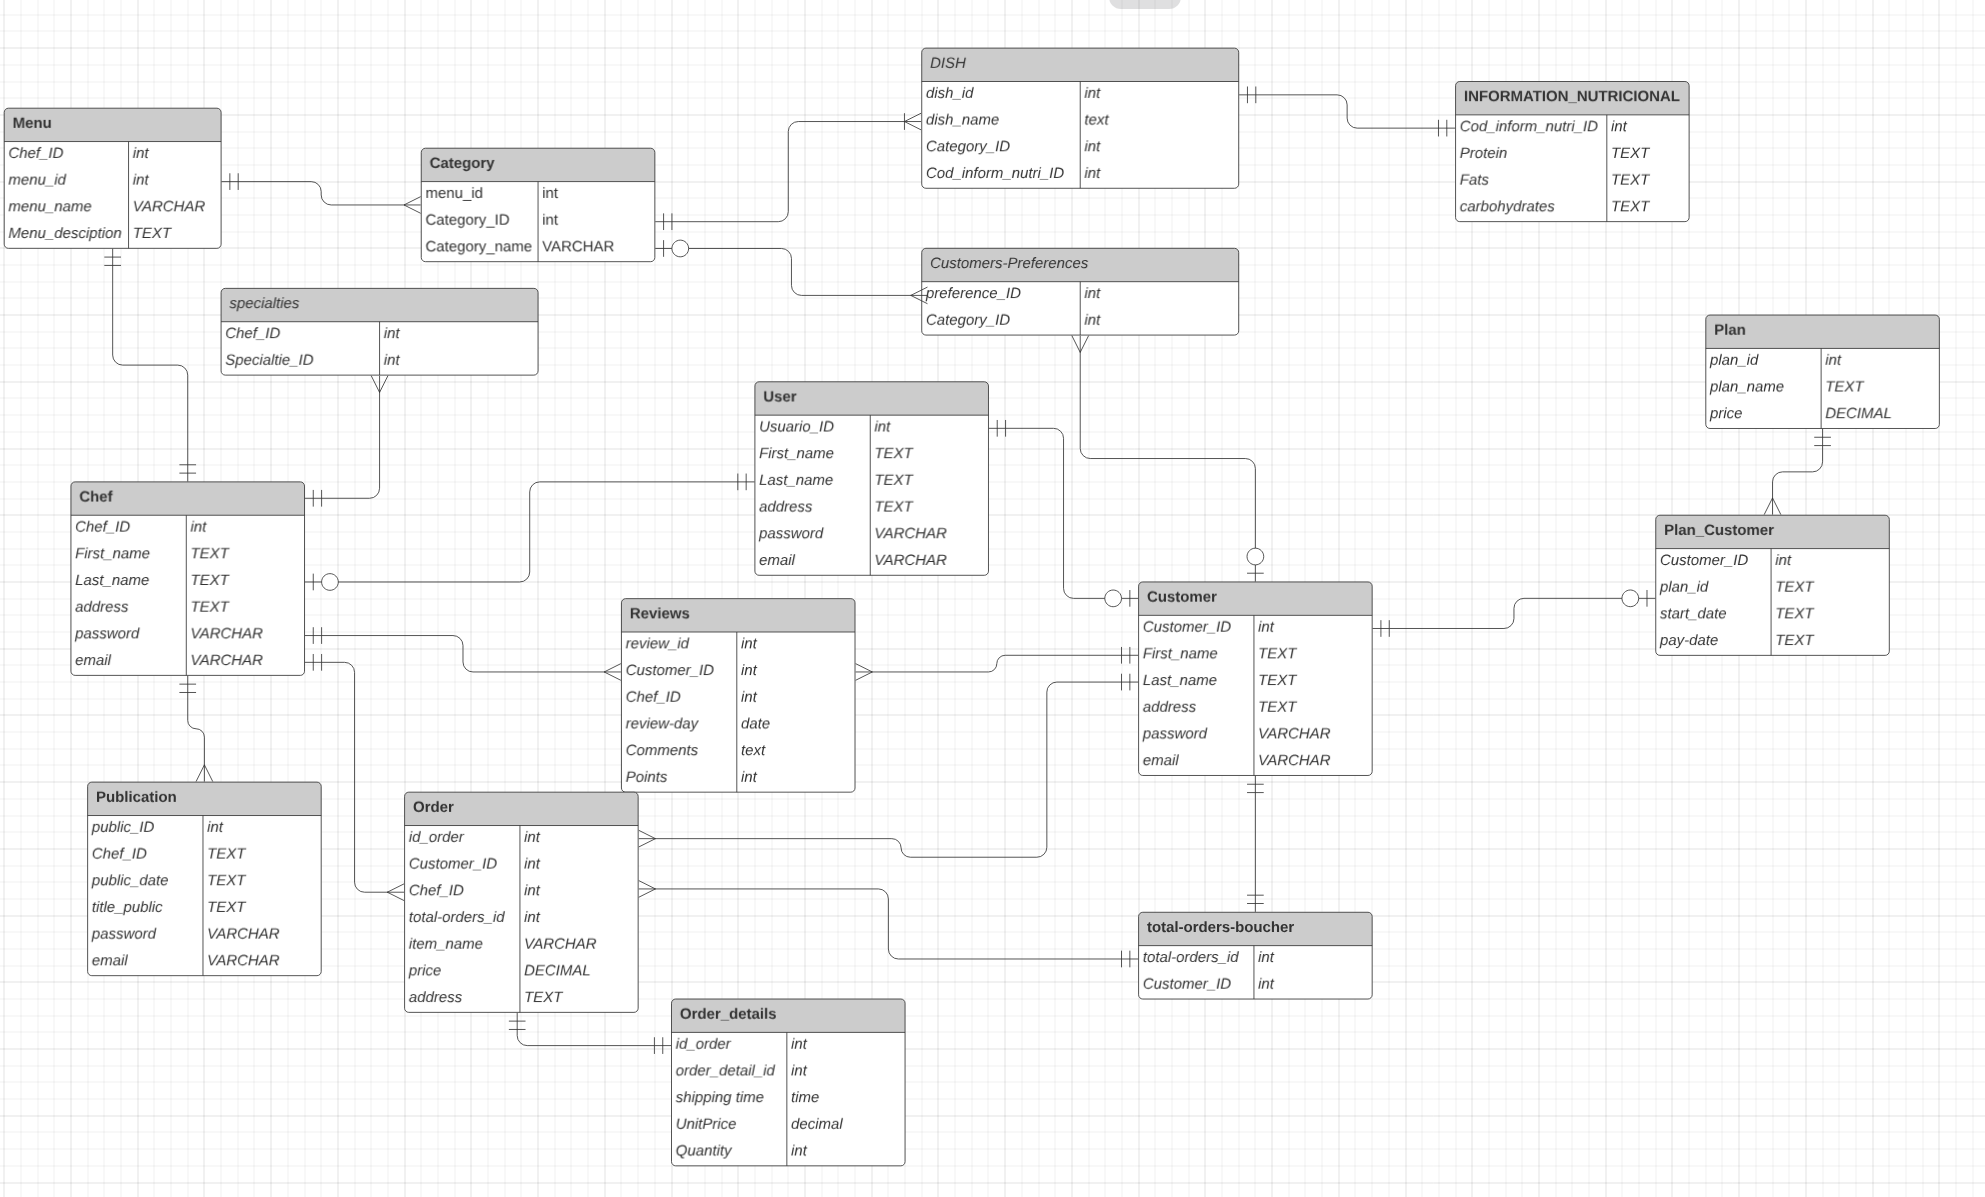 DISH
dish_id int
dish_name text
Category_ID int
Cod_inform_nutri_ID int
INFORMATION_NUTRICIONAL
Cod_inform_nutri_ID int
Protein TEXT
Fats TEXT
carbohydrates TEXT
Menu
Chef_ID int
menu_id int
menu_name VARCHAR
Menu_desciption TEXT
Category
menu_id int
Category_ID int
Category_name VARCHAR
Customers-Preferences
preference_ID int
Category_ID int
specialties
Chef_ID int
Specialtie_ID int
Plan
plan_id int
plan_name TEXT
price DECIMAL
User
Usuario_ID int
First_name TEXT
Last_name TEXT
address TEXT
password VARCHAR
email VARCHAR
Chef
Chef_ID int
First_name TEXT
Last_name TEXT
address TEXT
password VARCHAR
email VARCHAR
Plan_Customer
Customer_ID int
plan_id TEXT
start_date TEXT
pay-date TEXT
Customer
Customer_ID int
First_name TEXT
Last_name TEXT
address TEXT
password VARCHAR
email VARCHAR
Reviews
review_id int
Customer_ID int
Chef_ID int
review-day date
Comments text
Points int
Publication
public_ID int
Chef_ID TEXT
public_date TEXT
title_public TEXT
password VARCHAR
email VARCHAR
Order
id_order int
Customer_ID int
Chef_ID int
total-orders_id int
item_name VARCHAR
price DECIMAL
address TEXT
total-orders-boucher
total-orders_id int
Customer_ID int
Order_details
id_order int
order_detail_id int
shipping time time
UnitPrice decimal
Quantity int